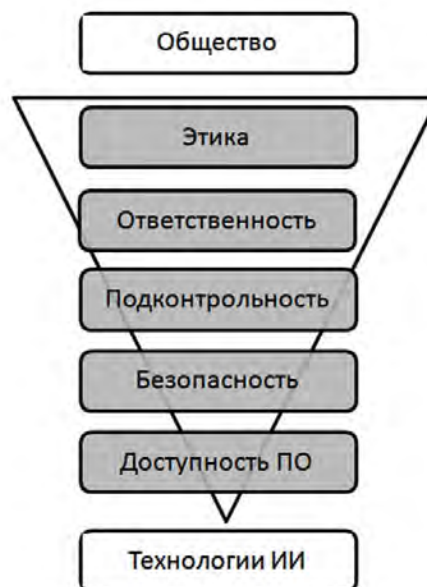 Общество
Этика
Ответственность
Подконтрольность
Безопасность
Доступность ПО
Технологии ИИ